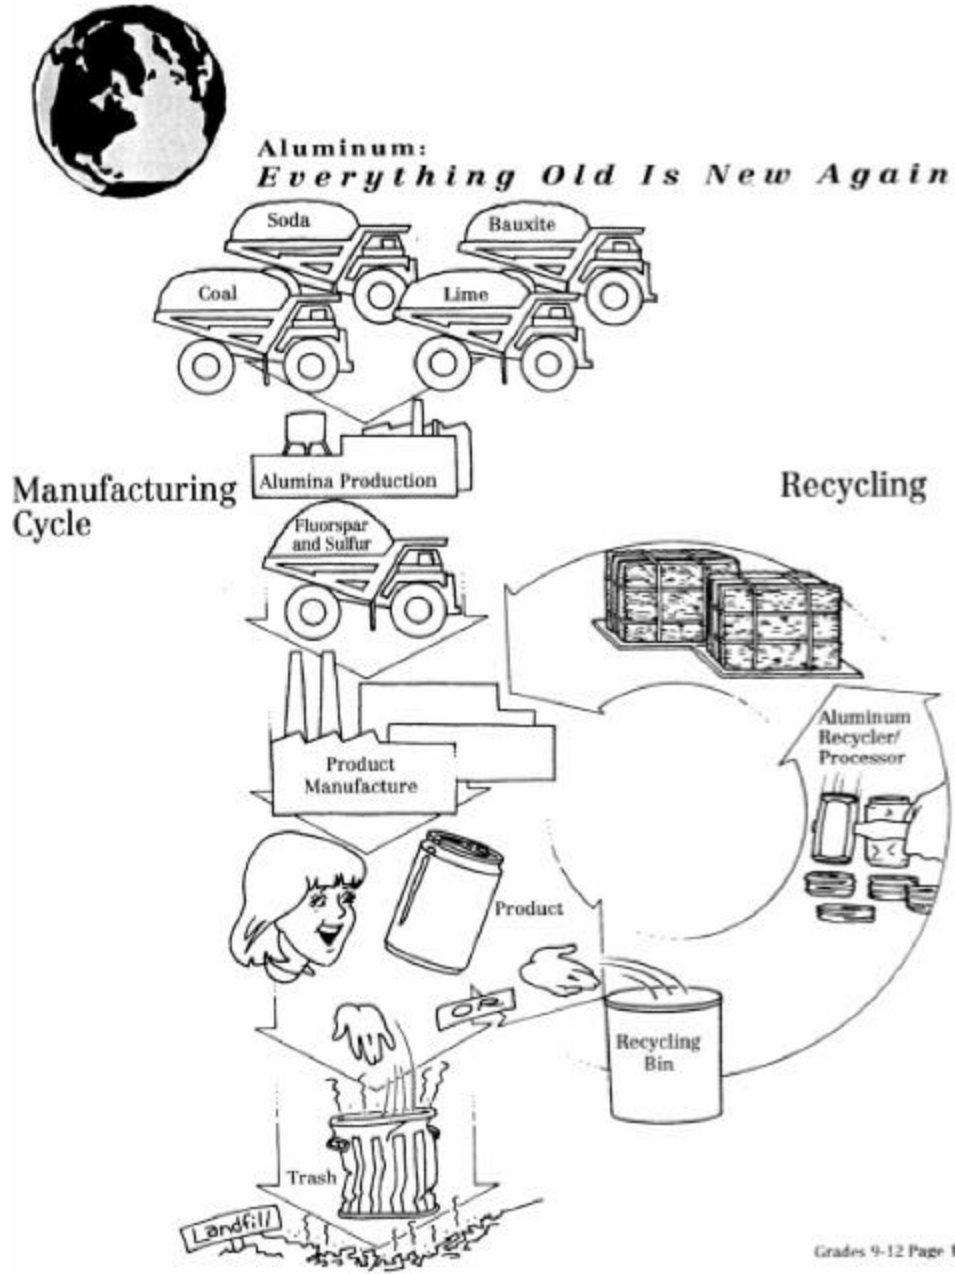 Aluminum:
Everything Old Is New Again
Soda
Bauxite
Coal
Lime
Manufacturing
Cycle
Alumina Production
Recycling
Fluorspar
and Sulfur
Aluminum
Recycler/
Processor
Product
Manufacture
Product
OR
Recycling
Bin
Trash
Landfill
Grades 9-12 Page 1